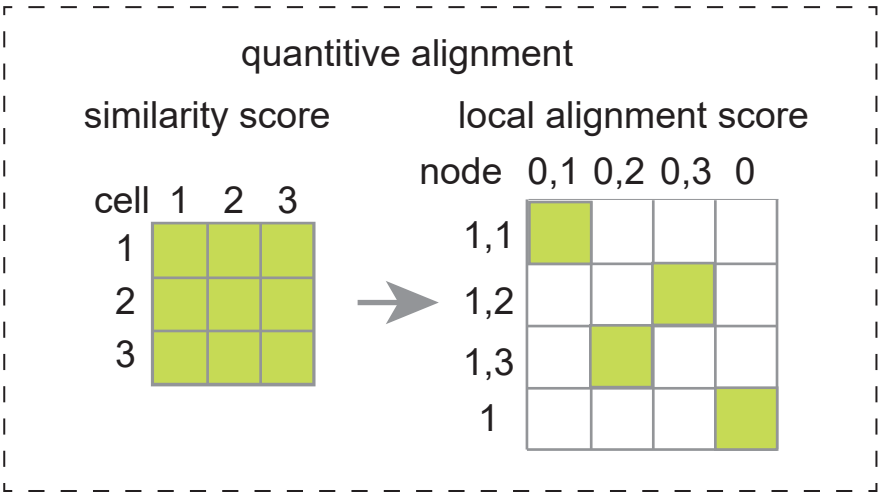 quantitive alignment
similarity score
local alignment score
node 0,1 0,2 0,3 0
cell 1 2 3
1
2
3
1,1
1,2
1,3
1